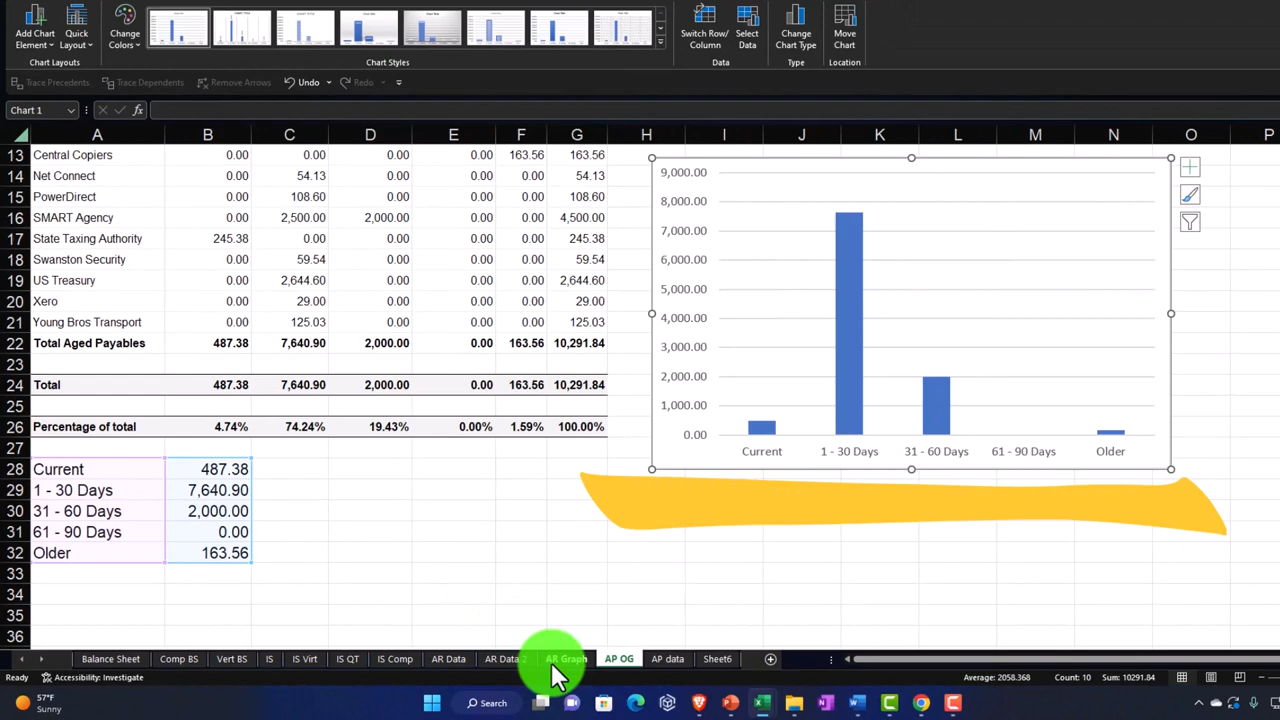 Add Chart Element
Quick Layout
Change Colors
Switch Row/ Column
Select Data
Change Chart Type
Move Chart
Chart Layouts
Chart Styles
Data
Type
Location
Trace Precedents
Trace Dependents
Remove Arrows
Undo
Redo
Chart 1
fx
A B C D E F G H I J K L M N O P
13 Central Copiers 0.00 0.00 0.00 0.00 163.56 163.56
14 Net Connect 0.00 54.13 0.00 0.00 0.00 54.13
15 PowerDirect 0.00 108.60 0.00 0.00 0.00 108.60
16 SMART Agency 0.00 2,500.00 2,000.00 0.00 0.00 4,500.00
17 State Taxing Authority 245.38 0.00 0.00 0.00 0.00 245.38
18 Swanston Security 0.00 59.54 0.00 0.00 0.00 59.54
19 US Treasury 0.00 2,644.60 0.00 0.00 0.00 2,644.60
20 Xero 0.00 29.00 0.00 0.00 0.00 29.00
21 Young Bros Transport 0.00 125.03 0.00 0.00 0.00 125.03
22 Total Aged Payables 487.38 7,640.90 2,000.00 0.00 163.56 10,291.84
23
24 Total 487.38 7,640.90 2,000.00 0.00 163.56 10,291.84
25
26 Percentage of total 4.74% 74.24% 19.43% 0.00% 1.59% 100.00%
27
28 Current 487.38
29 1 - 30 Days 7,640.90
30 31 - 60 Days 2,000.00
31 61 - 90 Days 0.00
32 Older 163.56
33
34
35
36
9,000.00
8,000.00
7,000.00
6,000.00
5,000.00
4,000.00
3,000.00
2,000.00
1,000.00
0.00
Current 1 - 30 Days 31 - 60 Days 61 - 90 Days Older
Balance Sheet Comp BS Vert BS IS IS Virt IS QT IS Comp AR Data AR Data 2 AR Graph AP OG AP data Sheet6
Ready Accessibility: Investigate Average: 2058.368 Count: 10 Sum: 10291.84
57°F
Sunny
Search